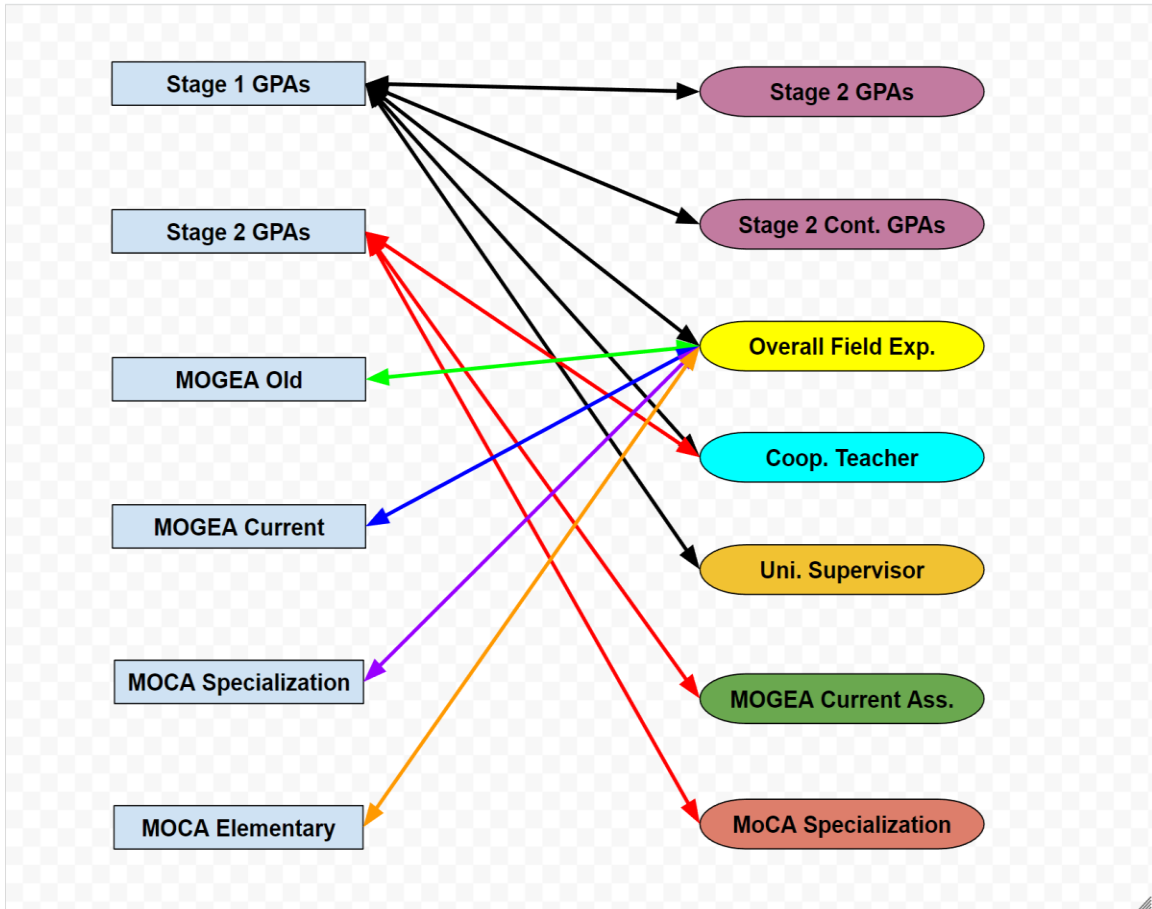 Stage 1 GPAs
Stage 2 GPAs
MOGEA Old
MOGEA Current
MOCA Specialization
MOCA Elementary
Stage 2 GPAs
Stage 2 Cont. GPAs
Overall Field Exp.
Coop. Teacher
Uni. Supervisor
MOGEA Current Ass.
MoCA Specialization